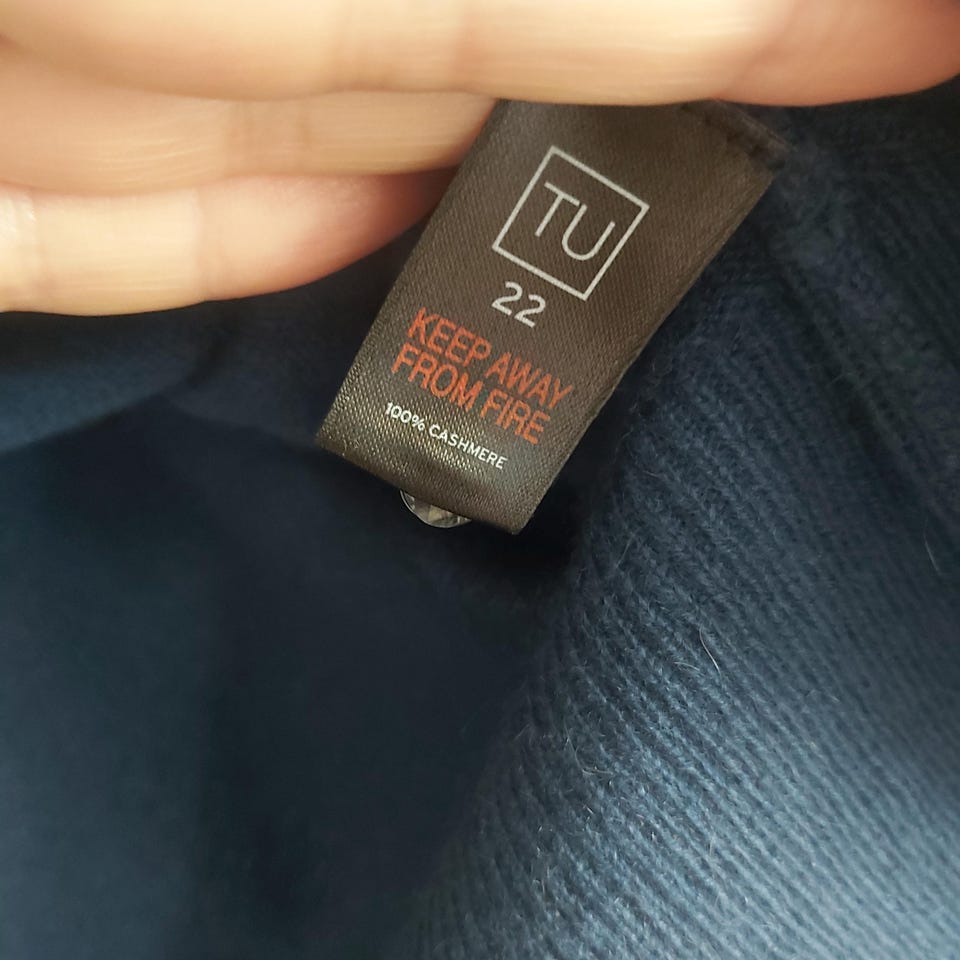 TU
22
KEEP AWAY
FROM FIRE
100% CASHMERE